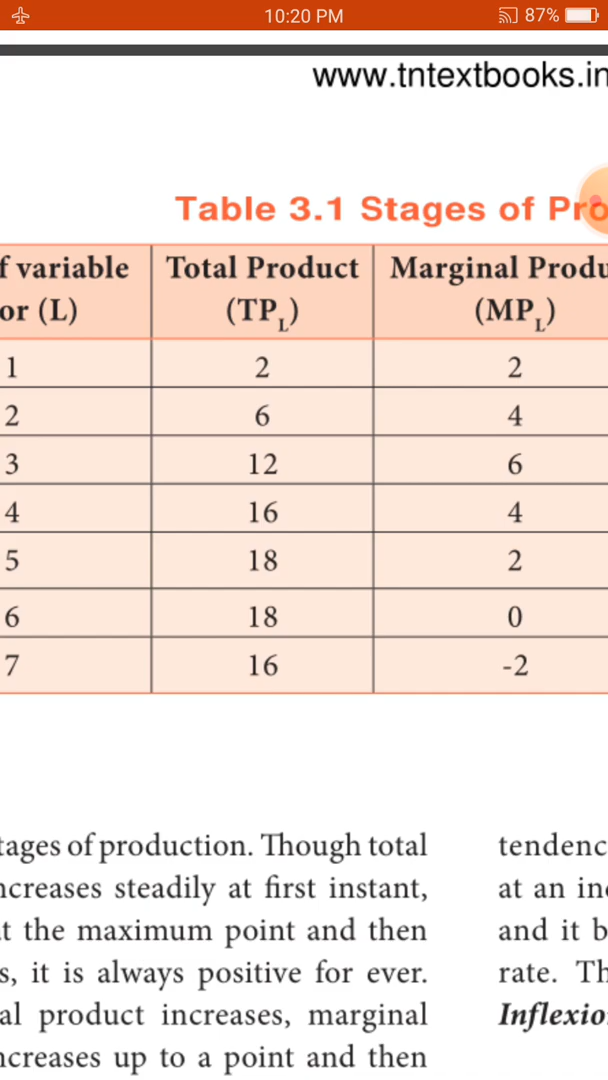 10:20 PM 87%
www.tntextbooks.in
Table 3.1 Stages of Pro
f variable Total Product Marginal Produ
or (L) (TPL) (MPL)
1 2 2
2 6 4
3 12 6
4 16 4
5 18 2
6 18 0
7 16 -2
tages of production. Though total
ncreases steadily at first instant,
t the maximum point and then
s, it is always positive for ever.
al product increases, marginal
ncreases up to a point and then
tendenc
at an inc
and it b
rate. Th
Inflexio